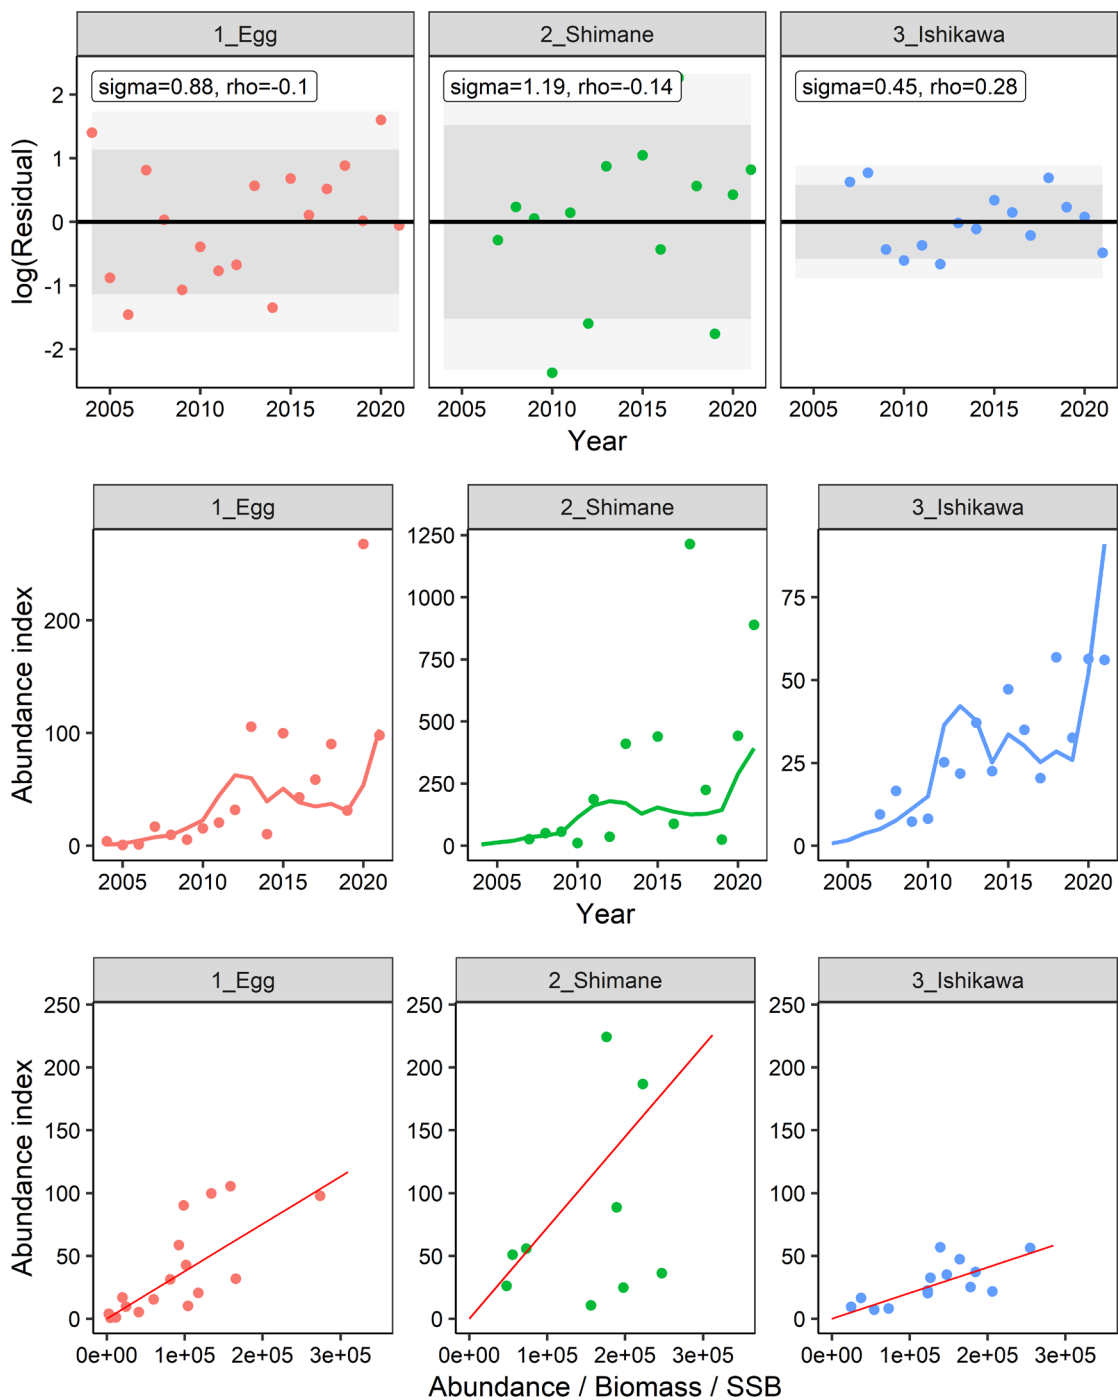 1_Egg 2_Shimane 3_Ishikawa
sigma=0.88, rho=-0.1 sigma=1.19, rho=-0.14 sigma=0.45, rho=0.28
log(Residual)
2
1
0
-1
-2
2005 2010 2015 2020 2005 2010 2015 2020 2005 2010 2015 2020
Year
1_Egg 2_Shimane 3_Ishikawa
Abundance index
200
100
0
1250
1000
750
500
250
0
75
50
25
0
2005 2010 2015 2020 2005 2010 2015 2020 2005 2010 2015 2020
Year
1_Egg 2_Shimane 3_Ishikawa
Abundance index
250
200
150
100
50
0
250
200
150
100
50
0
250
200
150
100
50
0
0e+00 1e+05 2e+05 3e+05 0e+00 1e+05 2e+05 3e+05 0e+00 1e+05 2e+05 3e+05
Abundance / Biomass / SSB